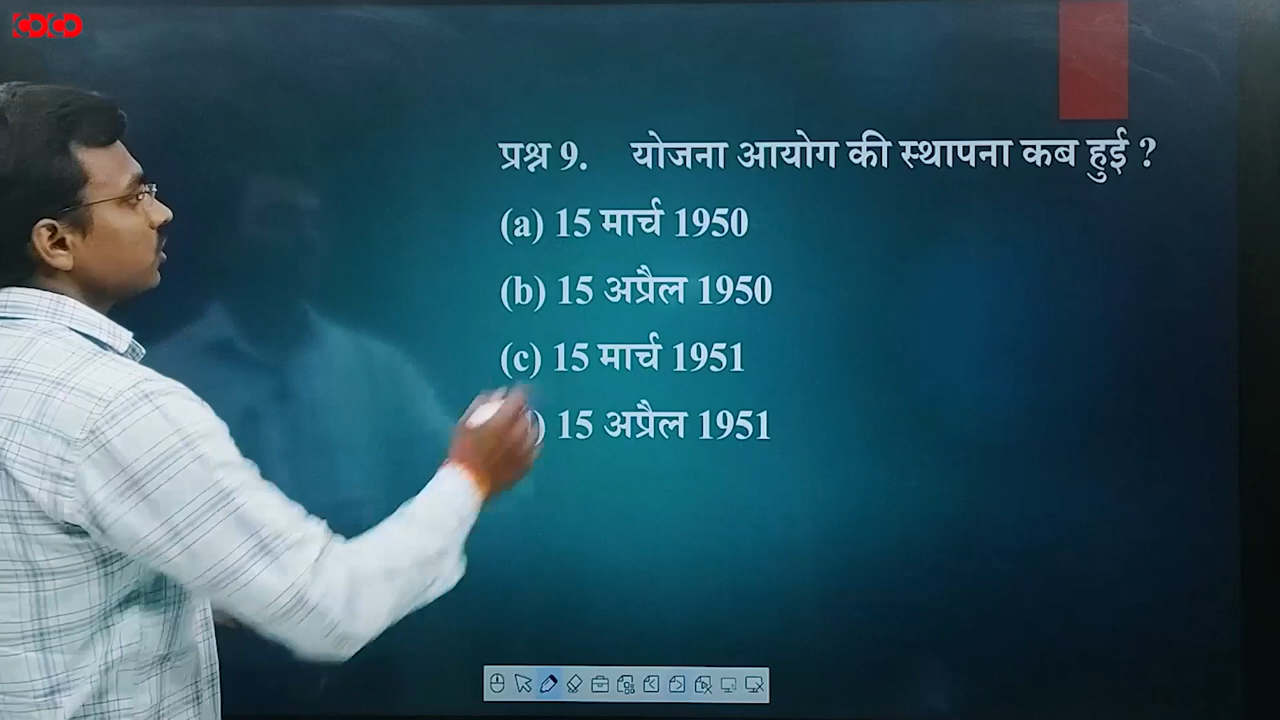 प्रश्न 9. योजना आयोग की स्थापना कब हुई ?
(a) 15 मार्च 1950
(b) 15 अप्रैल 1950
(c) 15 मार्च 1951
) 15 अप्रैल 1951